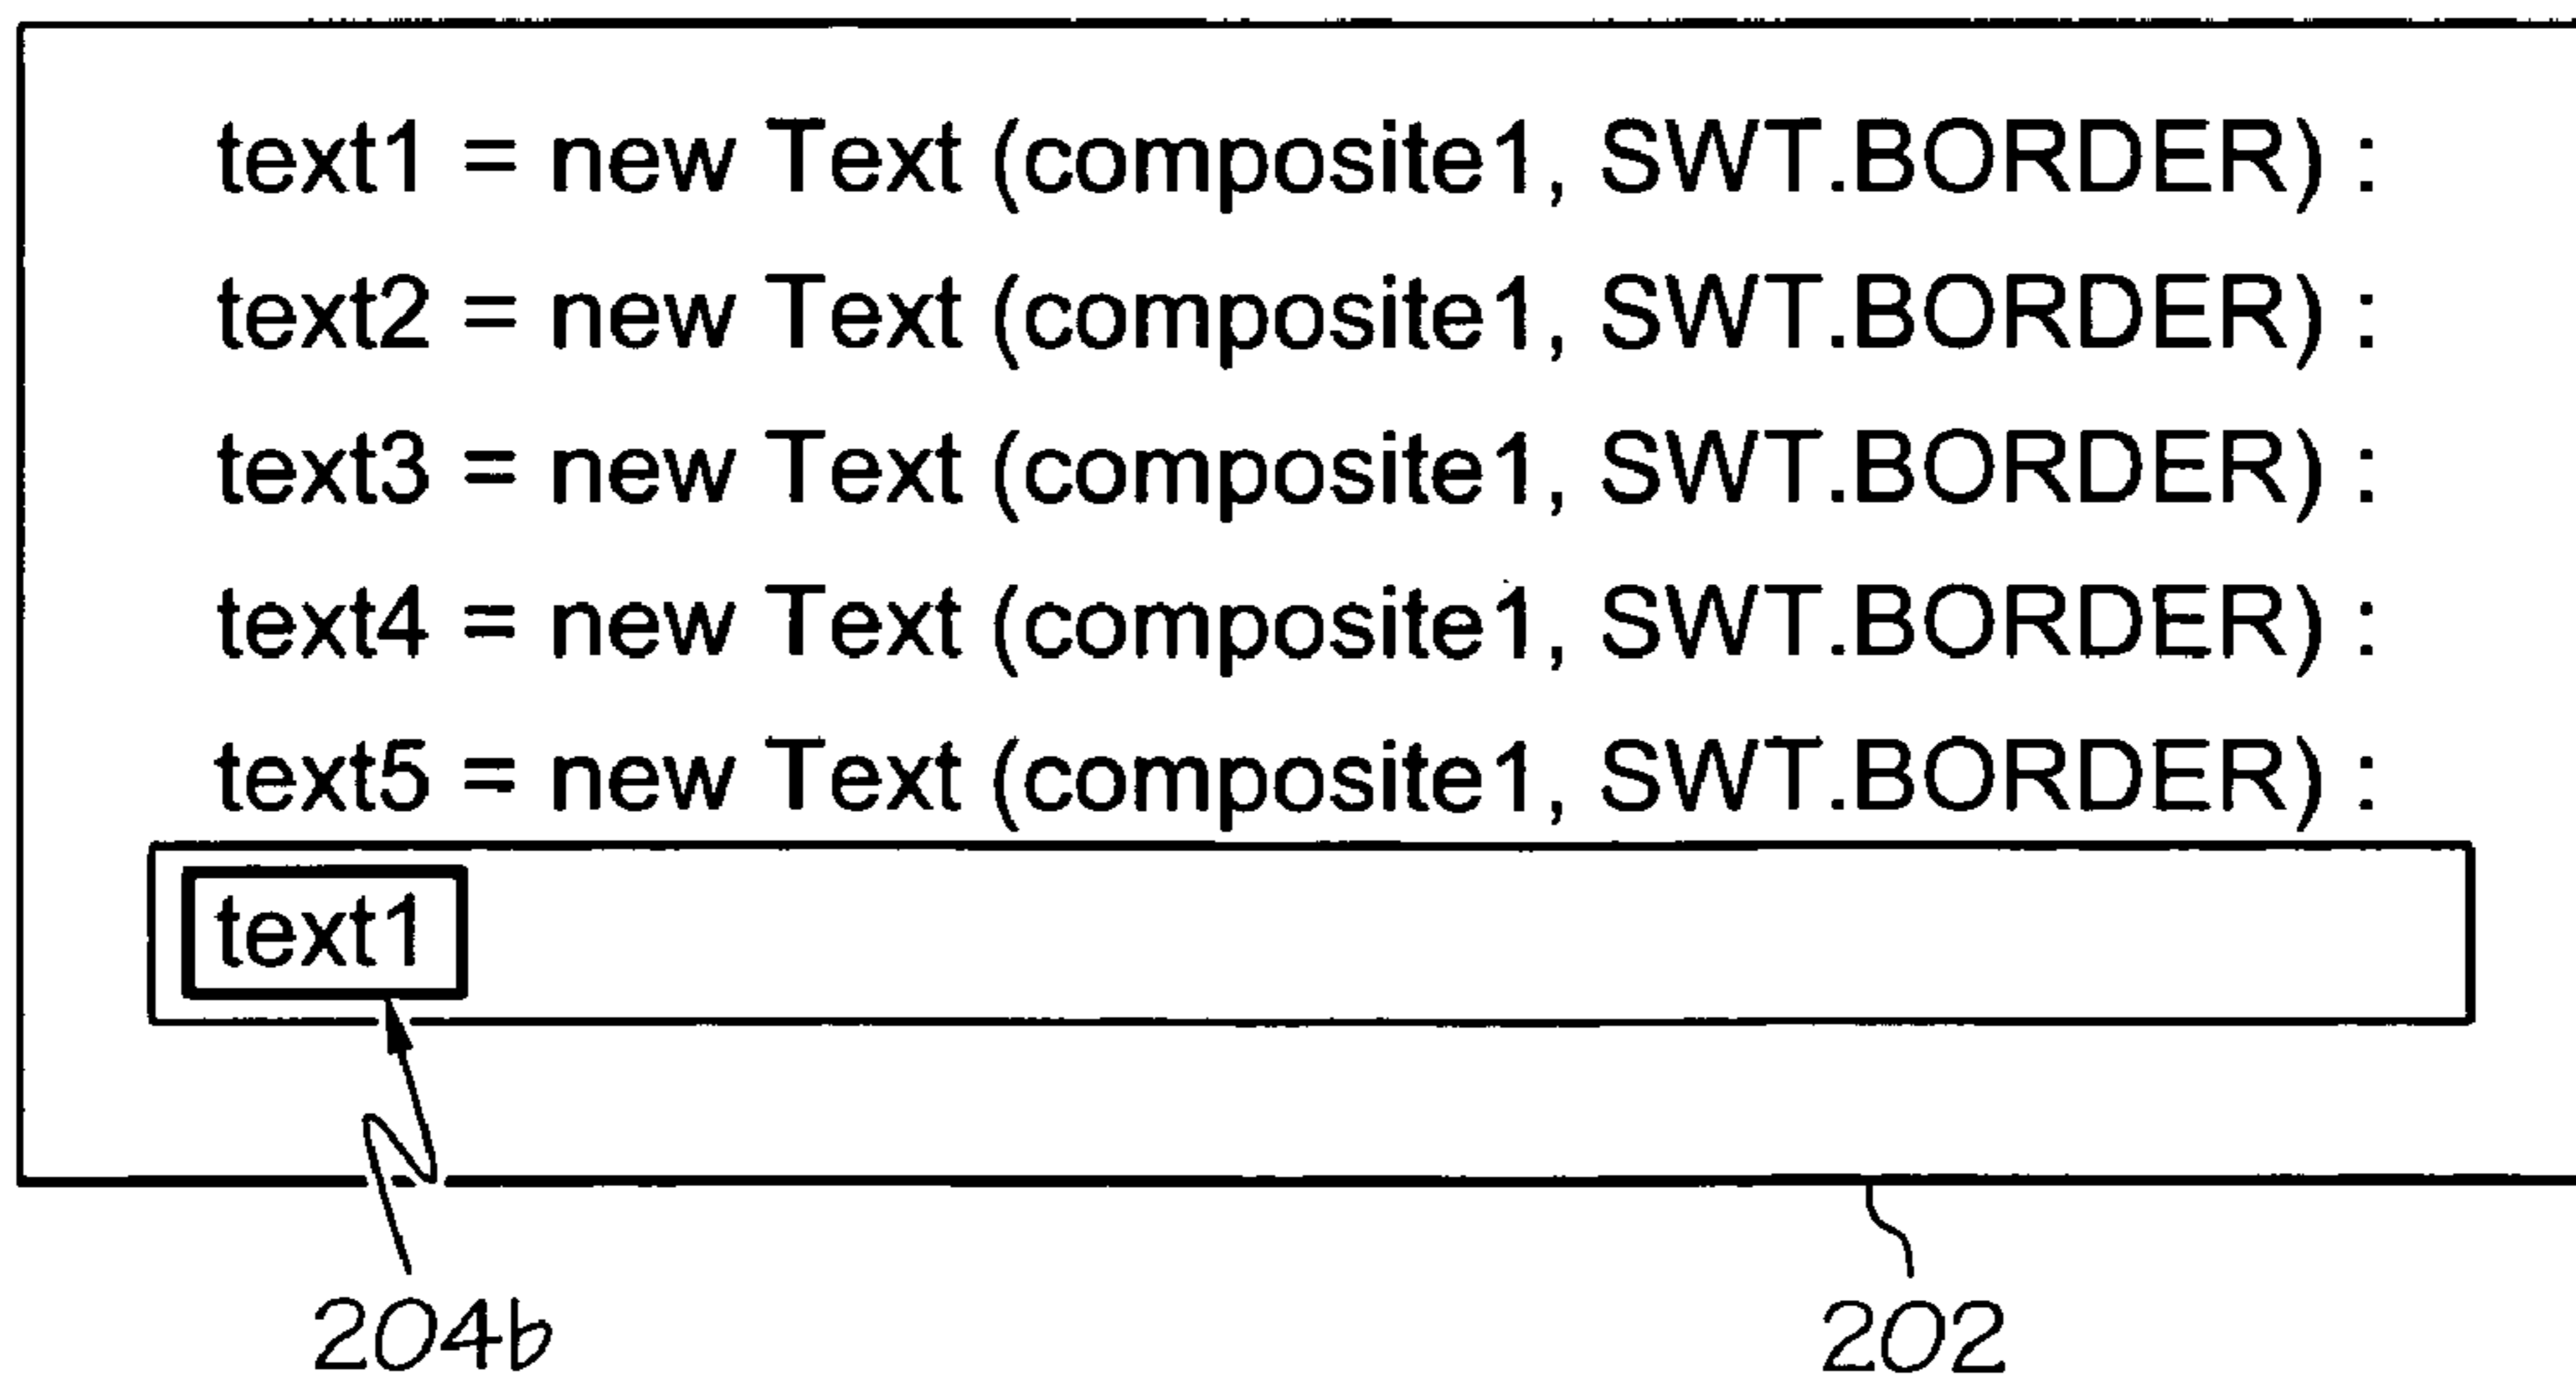 text1 = new Text (composite1, SWT.BORDER) :
text2 = new Text (composite1, SWT.BORDER) :
text3 = new Text (composite1, SWT.BORDER) :
text4 = new Text (composite1, SWT.BORDER) :
text5 = new Text (composite1, SWT.BORDER) :
text1
204b 202